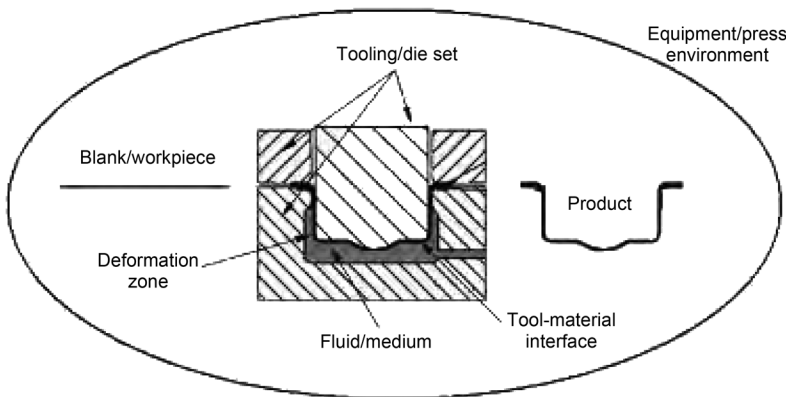 Equipment/press
environment
Tooling/die set
Blank/workpiece
Product
Deformation
zone
Tool-material
interface
Fluid/medium